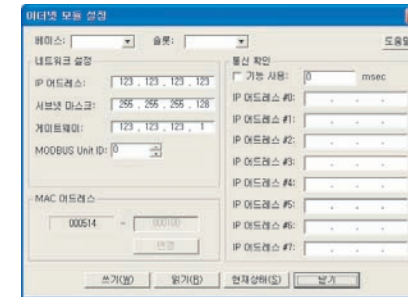 이더넷 모듈 설정
베이스: 슬롯: 도움말
네트워크 설정
IP 어드레스: 123 . 123 . 123 . 123
서브넷 마스크: 255 . 255 . 255 . 128
게이트웨이: 123 . 123 . 123 . 1
MODBUS Unit ID: 0
MAC 어드레스
000514 - 000100
변경
통신 확인
기능 사용: 0 msec
IP 어드레스 #0: . . .
IP 어드레스 #1: . . .
IP 어드레스 #2: . . .
IP 어드레스 #3: . . .
IP 어드레스 #4: . . .
IP 어드레스 #5: . . .
IP 어드레스 #6: . . .
IP 어드레스 #7: . . .
쓰기(W) 읽기(R) 현재상태(S) 닫기